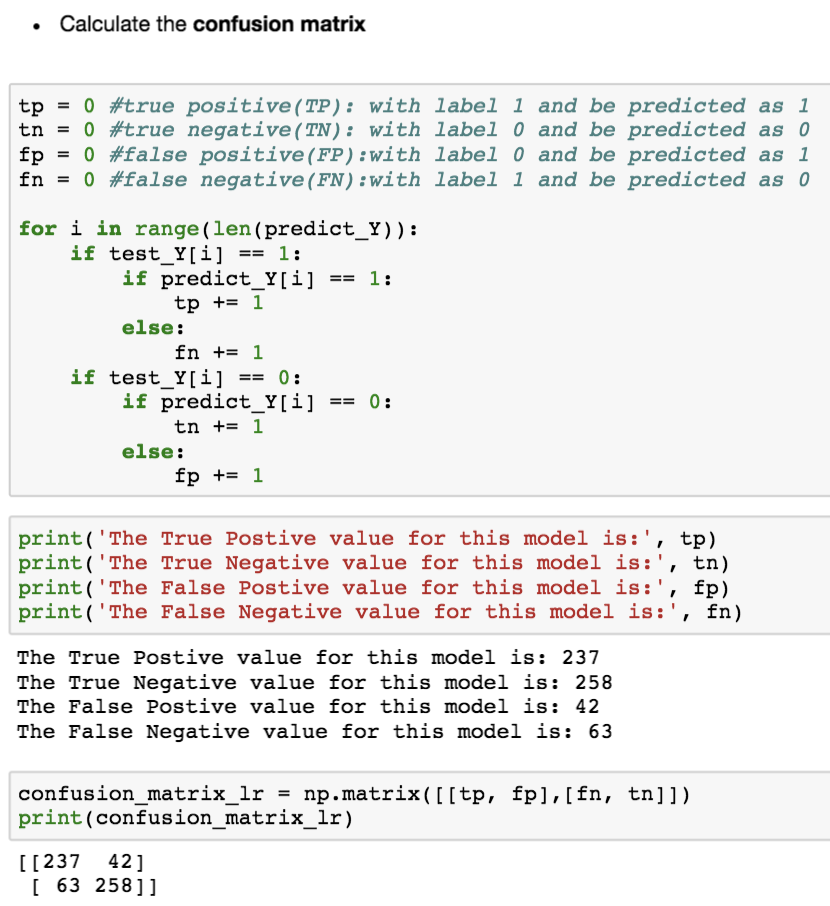 • Calculate the confusion matrix
tp = 0 #true positive(TP): with label 1 and be predicted as 1
tn = 0 #true negative(TN): with label 0 and be predicted as 0
fp = 0 #false positive(FP):with label 0 and be predicted as 1
fn = 0 #false negative(FN):with label 1 and be predicted as 0
for i in range(len(predict_Y)):
    if test_Y[i] == 1:
        if predict_Y[i] == 1:
            tp += 1
        else:
            fn += 1
    if test_Y[i] == 0:
        if predict_Y[i] == 0:
            tn += 1
        else:
            fp += 1
print('The True Postive value for this model is:', tp)
print('The True Negative value for this model is:', tn)
print('The False Postive value for this model is:', fp)
print('The False Negative value for this model is:', fn)
The True Postive value for this model is: 237
The True Negative value for this model is: 258
The False Postive value for this model is: 42
The False Negative value for this model is: 63
confusion_matrix_lr = np.matrix([[tp, fp],[fn, tn]])
print(confusion_matrix_lr)
[[237  42]
 [ 63 258]]